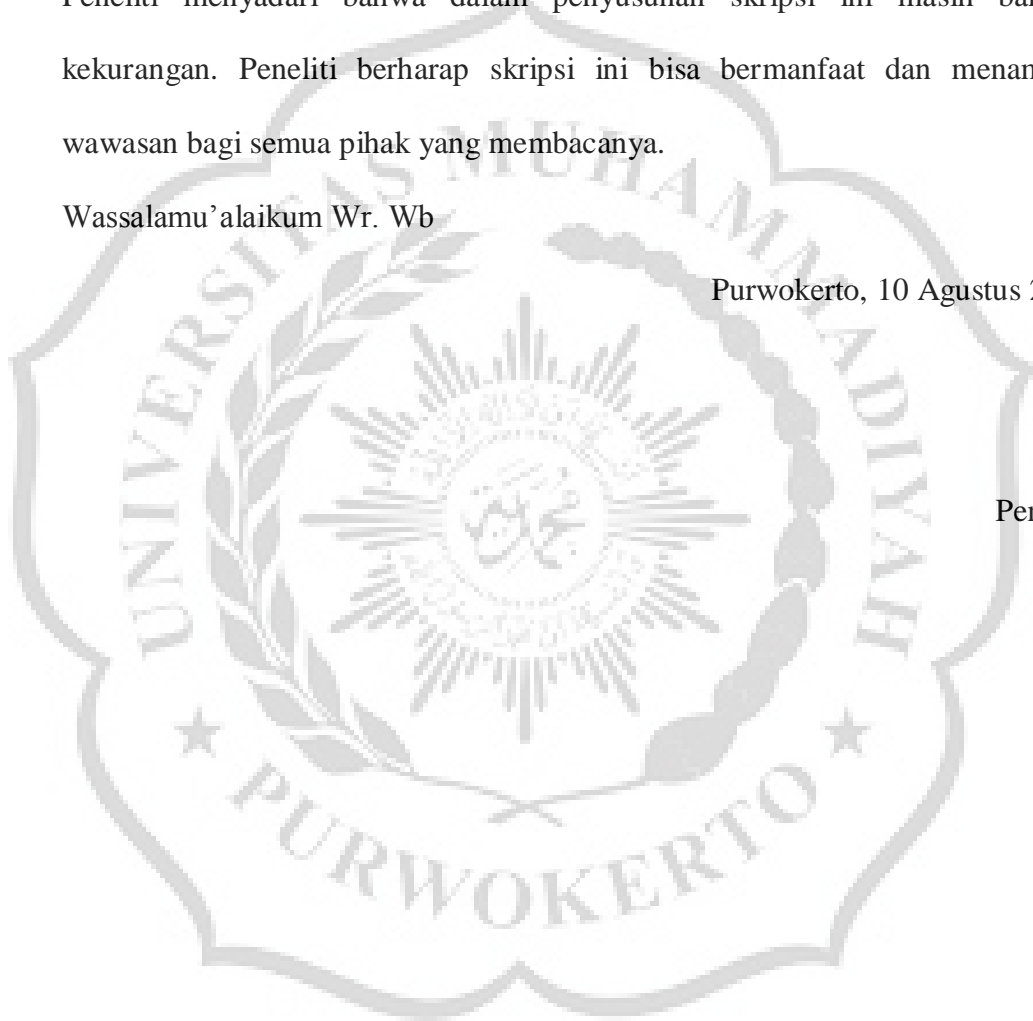 Peneliti menyadari bahwa dalam penyusunan skripsi ini masih
kekurangan. Peneliti berharap skripsi ini bisa bermanfaat dan
wawasan bagi semua pihak yang membacanya.
Wassalamu’alaikum Wr. Wb
Purwokerto, 10 Agustus
UNIVERSITAS MUHAMMADIYAH
★ PURWOKERTO ★